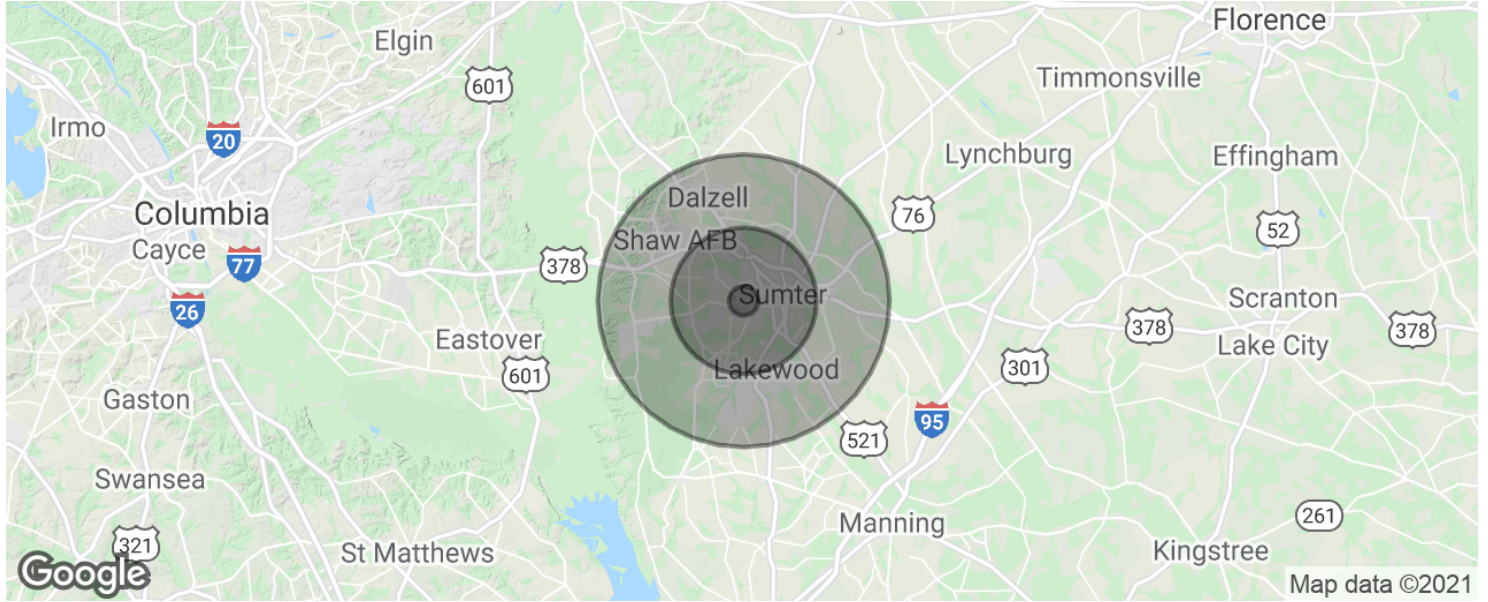 Florence
Elgin
601
Timmonsville
Irmo
20
Lynchburg
Effingham
Dalzell
Columbia
76
52
Shaw AFB
Cayce
77
378
Sumter
Scranton
26
378
378
Eastover
Lake City
601
Lakewood
301
Gaston
95
521
Swansea
Manning
261
321
St Matthews
Kingstree
Google
Map data ©2021